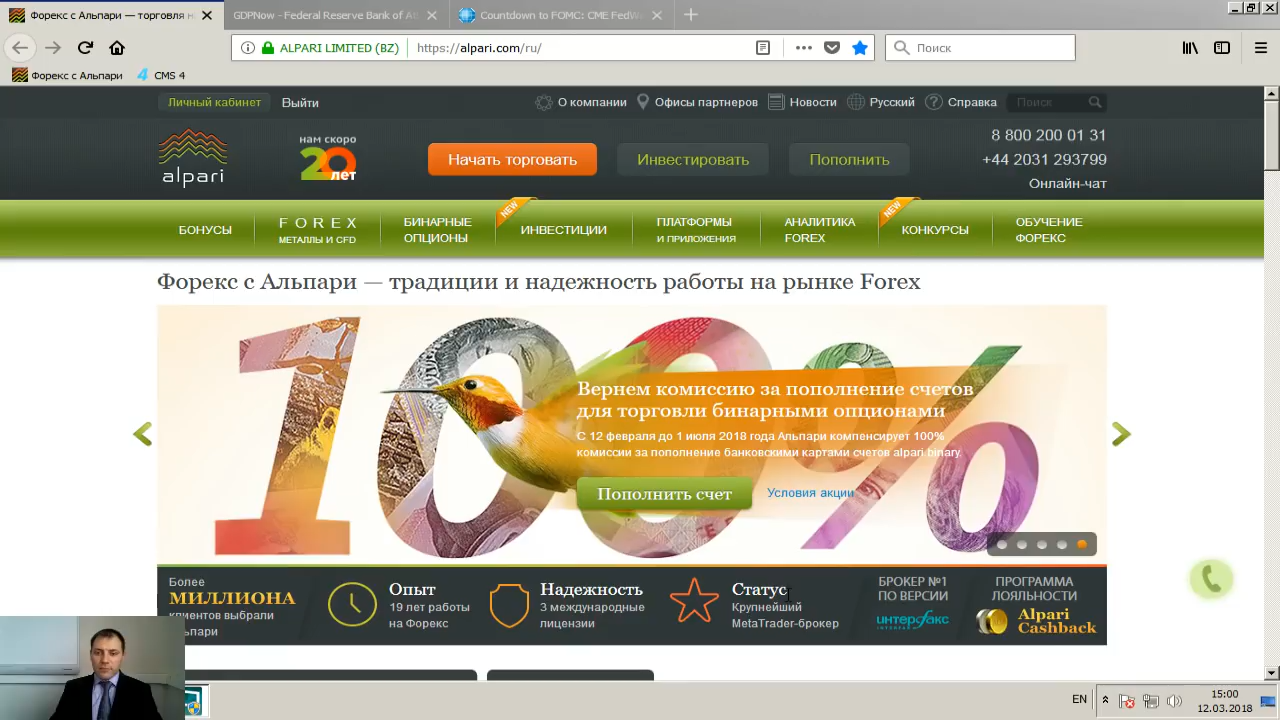 Форекс с Альпари — торговля н
GDPNow - Federal Reserve Bank of At
Countdown to FOMC: CME FedW
ALPARI LIMITED (BZ)
https://alpari.com/ru/
Поиск
Форекс с Альпари
CMS 4
Личный кабинет
Выйти
О компании
Офисы партнеров
Новости
Русский
Справка
Поиск
alpari
нам скоро
20
лет
Начать торговать
Инвестировать
Пополнить
8 800 200 01 31
+44 2031 293799
Онлайн-чат
БОНУСЫ
FOREX
МЕТАЛЛЫ И CFD
БИНАРНЫЕ
ОПЦИОНЫ
NEW
ИНВЕСТИЦИИ
ПЛАТФОРМЫ
И ПРИЛОЖЕНИЯ
АНАЛИТИКА
FOREX
NEW
КОНКУРСЫ
ОБУЧЕНИЕ
ФОРЕКС
Форекс с Альпари — традиции и надежность работы на рынке Forex
100%
Вернем комиссию за пополнение счетов
для торговли бинарными опционами
С 12 февраля до 1 июля 2018 года Альпари компенсирует 100%
комиссии за пополнение банковскими картами счетов alpari.binary.
Пополнить счет
Условия акции
Более
МИЛЛИОНА
клиентов выбрали
льпари
Опыт
19 лет работы
на Форекс
Надежность
3 международные
лицензии
Статус
Крупнейший
MetaTrader-брокер
БРОКЕР №1
ПО ВЕРСИИ
интерфакс
ПРОГРАММА
ЛОЯЛЬНОСТИ
Alpari
Cashback
EN
15:00
12.03.2018